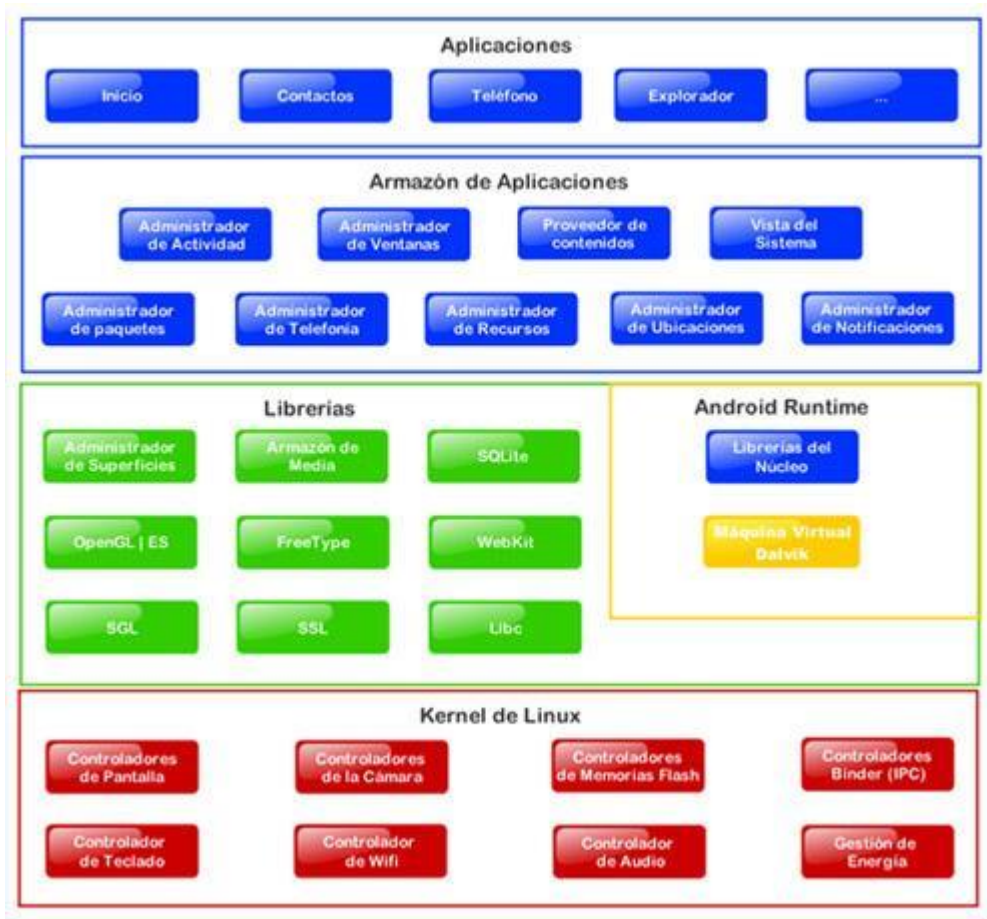 Aplicaciones
Inicio
Contactos
Teléfono
Explorador
...
Armazón de Aplicaciones
Administrador
de Actividad
Administrador
de Ventanas
Proveedor de
contenidos
Vista del
Sistema
Administrador
de paquetes
Administrador
de Telefonía
Administrador
de Recursos
Administrador
de Ubicaciones
Administrador
de Notificaciones
Librerias
Administrador
de Superficies
Armazón de
Media
SQLite
OpenGL | ES
FreeType
WebKit
SGL
SSL
Libc
Android Runtime
Librerías del
Núcleo
Máquina Virtual
Dalvik
Kernel de Linux
Controladores
de Pantalla
Controladores
de la Cámara
Controladores
de Memorias Flash
Controladores
Binder (IPC)
Controlador
de Teclado
Controlador
de Wifi
Controlador
de Audio
Gestión de
Energía